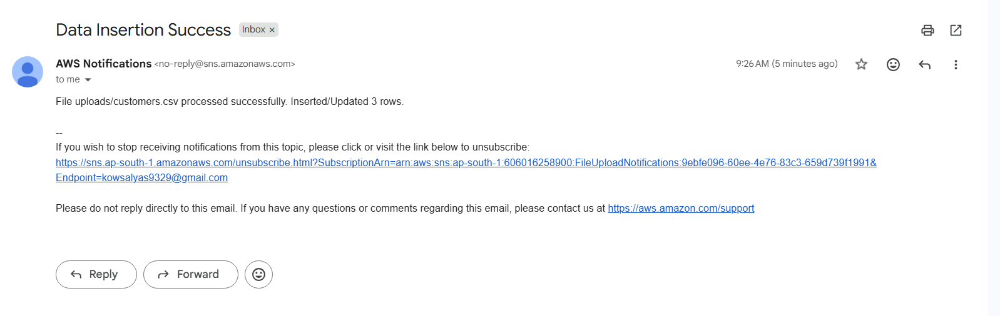 Data Insertion Success Inbox ×
AWS Notifications <no-reply@sns.amazonaws.com> 9:26 AM (5 minutes ago)
to me
File uploads/customers.csv processed successfully. Inserted/Updated 3 rows.
--
If you wish to stop receiving notifications from this topic, please click or visit the link below to unsubscribe:
https://sns.ap-south-1.amazonaws.com/unsubscribe.html?SubscriptionArn=arn:aws:sns:ap-south-1:606016258900:FileUploadNotifications:9ebfe096-60ee-4e76-83c3-659d739f1991&
Endpoint=kowsalyas9329@gmail.com
Please do not reply directly to this email. If you have any questions or comments regarding this email, please contact us at https://aws.amazon.com/support
Reply Forward